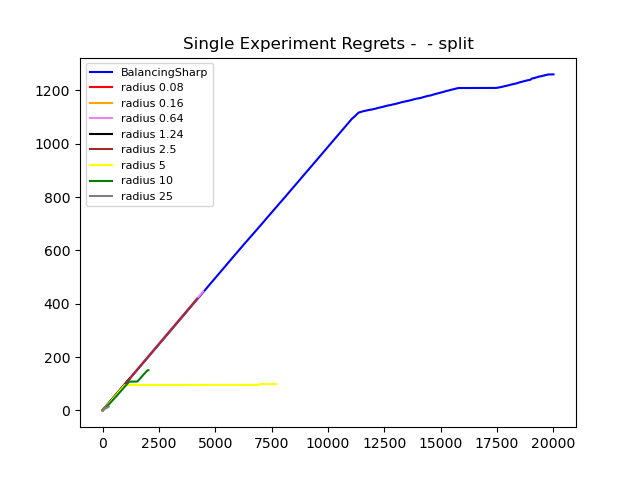 Single Experiment Regrets -  - split
BalancingSharp
radius 0.08
radius 0.16
radius 0.64
radius 1.24
radius 2.5
radius 5
radius 10
radius 25
1200
1000
800
600
400
200
0
0 2500 5000 7500 10000 12500 15000 17500 20000